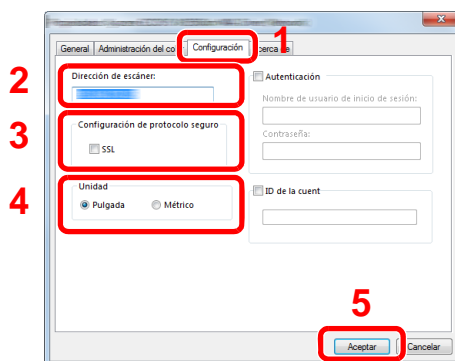 1
General Administración del co Configuración cerca de
2
Dirección de escáner:
Autenticación
Nombre de usuario de inicio de sesión:
3
Configuración de protocolo seguro
Contraseña:
SSL
4
Unidad
ID de la cuent
Pulgada Métrico
5
Aceptar Cancelar